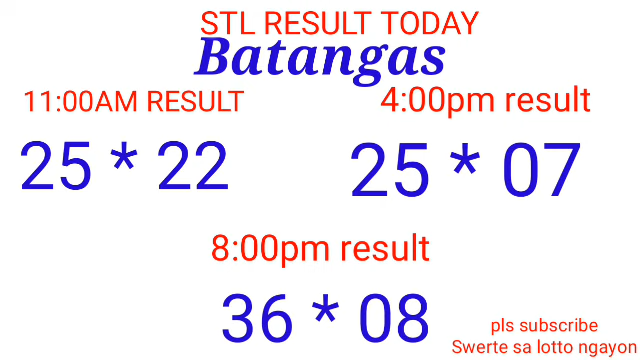 STL RESULT TODAY
Batangas
11:00AM RESULT
25 * 22
4:00pm result
25 * 07
8:00pm result
36 * 08
pls subscribe
Swerte sa lotto ngayon